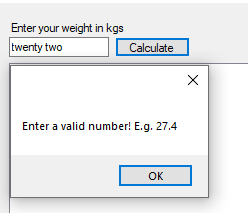 Enter your weight in kgs
twenty two Calculate
Enter a valid number! E.g. 27.4
OK